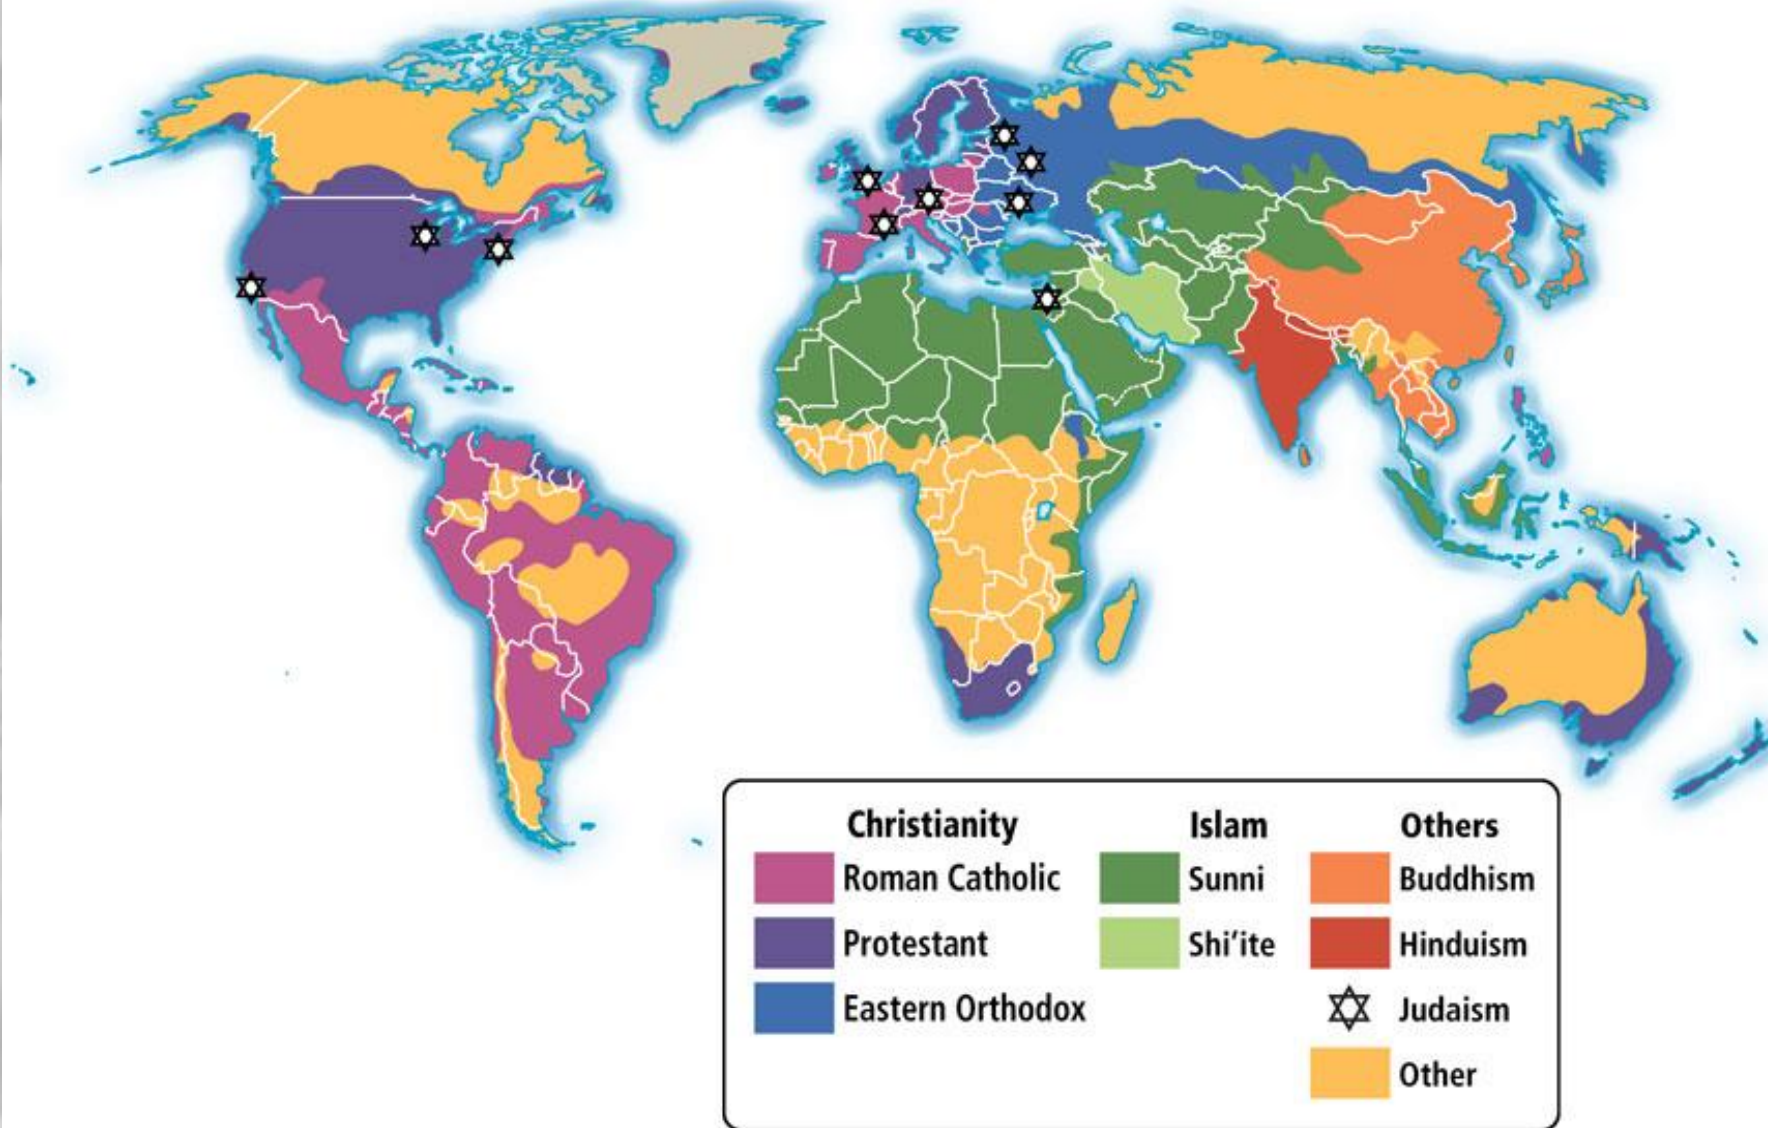 Christianity
Roman Catholic
Protestant
Eastern Orthodox
Islam
Sunni
Shi'ite
Others
Buddhism
Hinduism
Judaism
Other